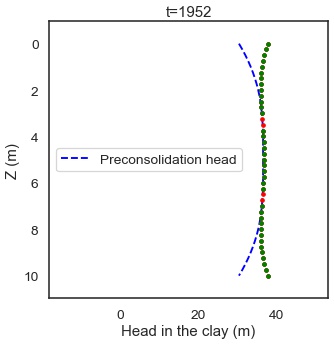 t=1952
0
2
4
6
8
10
Z (m)
Preconsolidation head
0
20
40
Head in the clay (m)